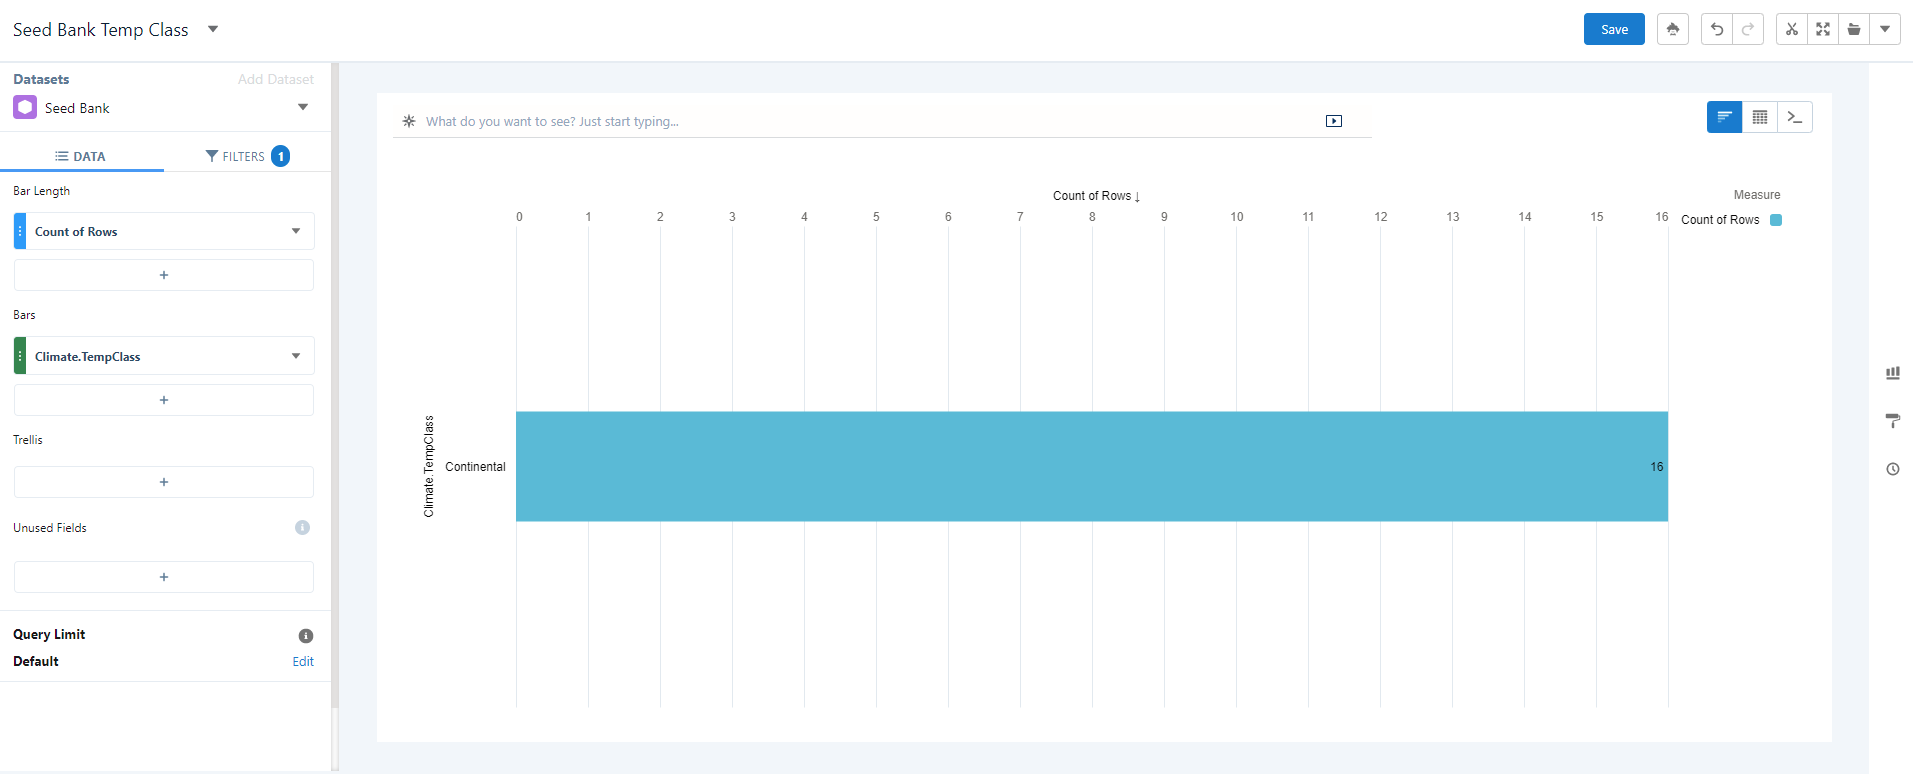 Seed Bank Temp Class
Save
Datasets
Add Dataset
Seed Bank
DATA
FILTERS 1
Bar Length
Count of Rows
+
Bars
Climate.TempClass
+
Trellis
+
Unused Fields
+
Query Limit
Default
Edit
What do you want to see? Just start typing...
Count of Rows ↓
0 1 2 3 4 5 6 7 8 9 10 11 12 13 14 15 16
Measure
Count of Rows
Climate.TempClass
Continental
16